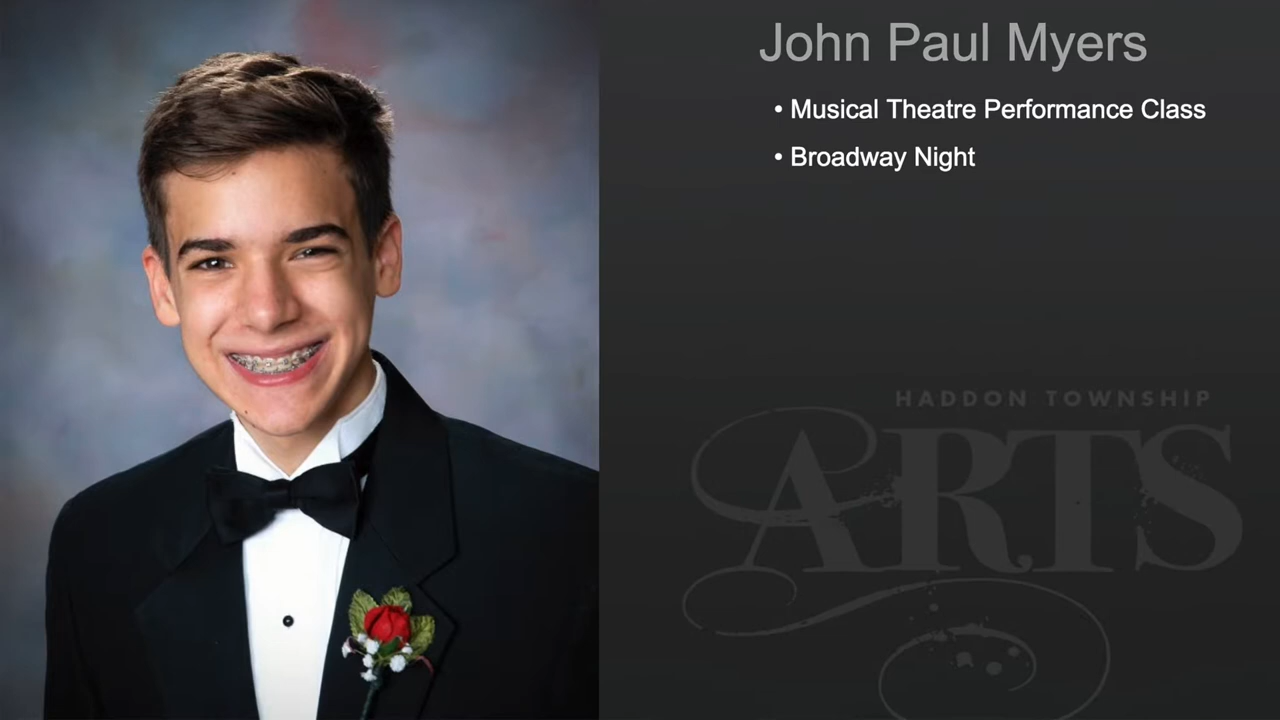 John Paul Myers
• Musical Theatre Performance Class
• Broadway Night
HADDON TOWNSHIP
ARTS